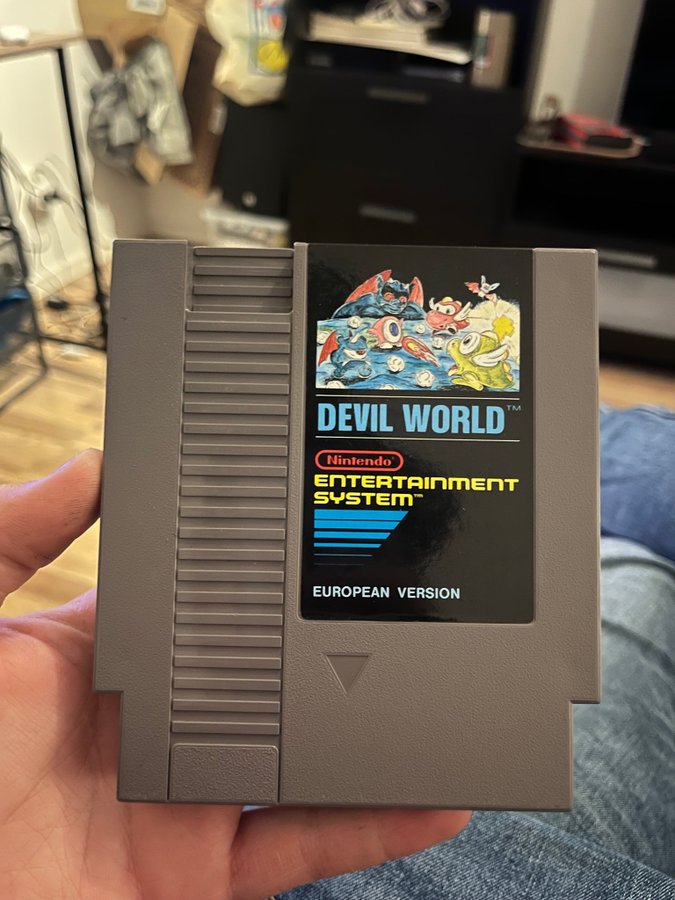 DEVIL WORLD™
Nintendo®
ENTERTAINMENT
SYSTEM™
EUROPEAN VERSION